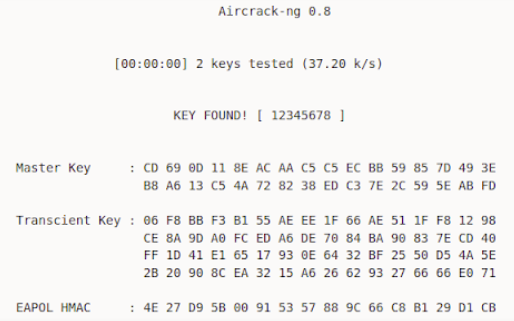 Aircrack-ng 0.8
[00:00:00] 2 keys tested (37.20 k/s)
KEY FOUND! [ 12345678 ]
Master Key : CD 69 0D 11 8E AC AA C5 C5 EC BB 59 85 7D 49 3E
B8 A6 13 C5 4A 72 82 38 ED C3 7E 2C 59 5E AB FD
Transcient Key : 06 F8 BB F3 B1 55 AE EE 1F 66 AE 51 1F F8 12 98
CE 8A 9D A0 FC ED A6 DE 70 84 BA 90 83 7E CD 40
FF 1D 41 E1 65 17 93 0E 64 32 BF 25 50 D5 4A 5E
2B 20 90 8C EA 32 15 A6 26 62 93 27 66 66 E0 71
EAPOL HMAC : 4E 27 D9 5B 00 91 53 57 88 9C 66 C8 B1 29 D1 CB